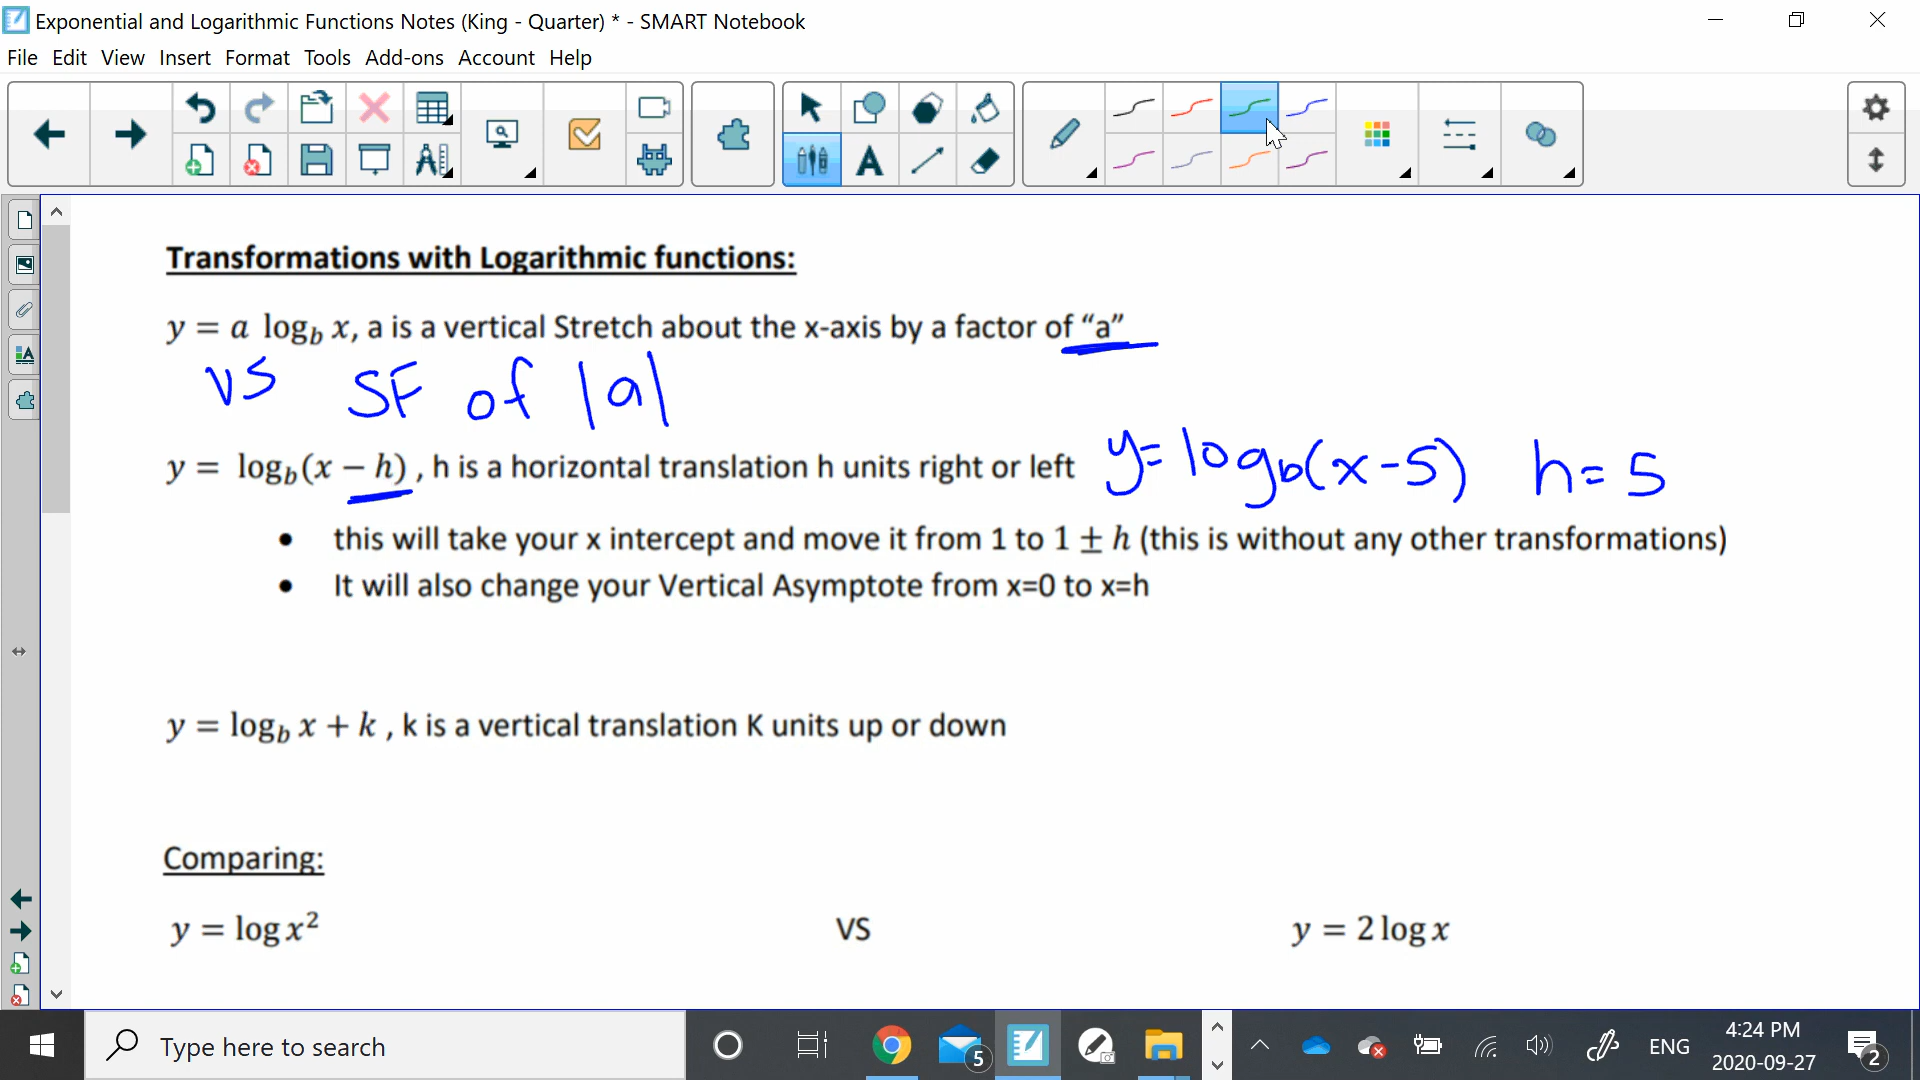 Exponential and Logarithmic Functions Notes (King - Quarter) * - SMART Notebook
File Edit View Insert Format Tools Add-ons Account Help
Transformations with Logarithmic functions:
y = a log_b x, a is a vertical Stretch about the x-axis by a factor of “a”
VS SF of |a|
y = log_b(x − h) , h is a horizontal translation h units right or left y=log_b(x-5) h=5
• this will take your x intercept and move it from 1 to 1 ± h (this is without any other transformations)
• It will also change your Vertical Asymptote from x=0 to x=h
y = log_b x + k , k is a vertical translation K units up or down
Comparing:
y = log x² VS y = 2 log x
Type here to search
5
ENG
4:24 PM
2020-09-27
2